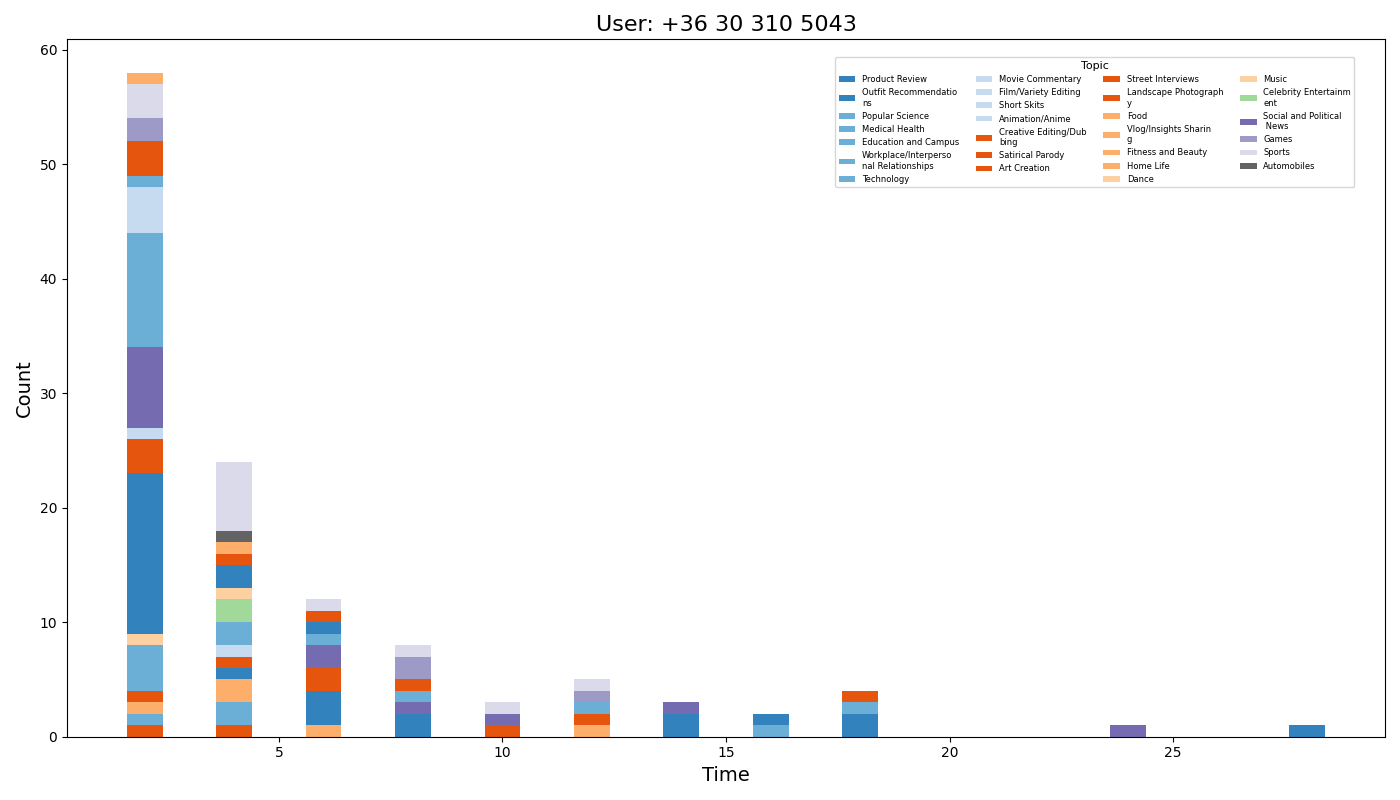 User: +36 30 310 5043
60
50
40
30
20
10
0
Count
5
10
15
20
25
Time
Topic
Product Review
Outfit Recommendatio
ns
Popular Science
Medical Health
Education and Campus
Workplace/Interperso
nal Relationships
Technology
Movie Commentary
Film/Variety Editing
Short Skits
Animation/Anime
Creative Editing/Dub
bing
Satirical Parody
Art Creation
Street Interviews
Landscape Photograph
y
Food
Vlog/Insights Sharin
g
Fitness and Beauty
Home Life
Dance
Music
Celebrity Entertainm
ent
Social and Political
News
Games
Sports
Automobiles